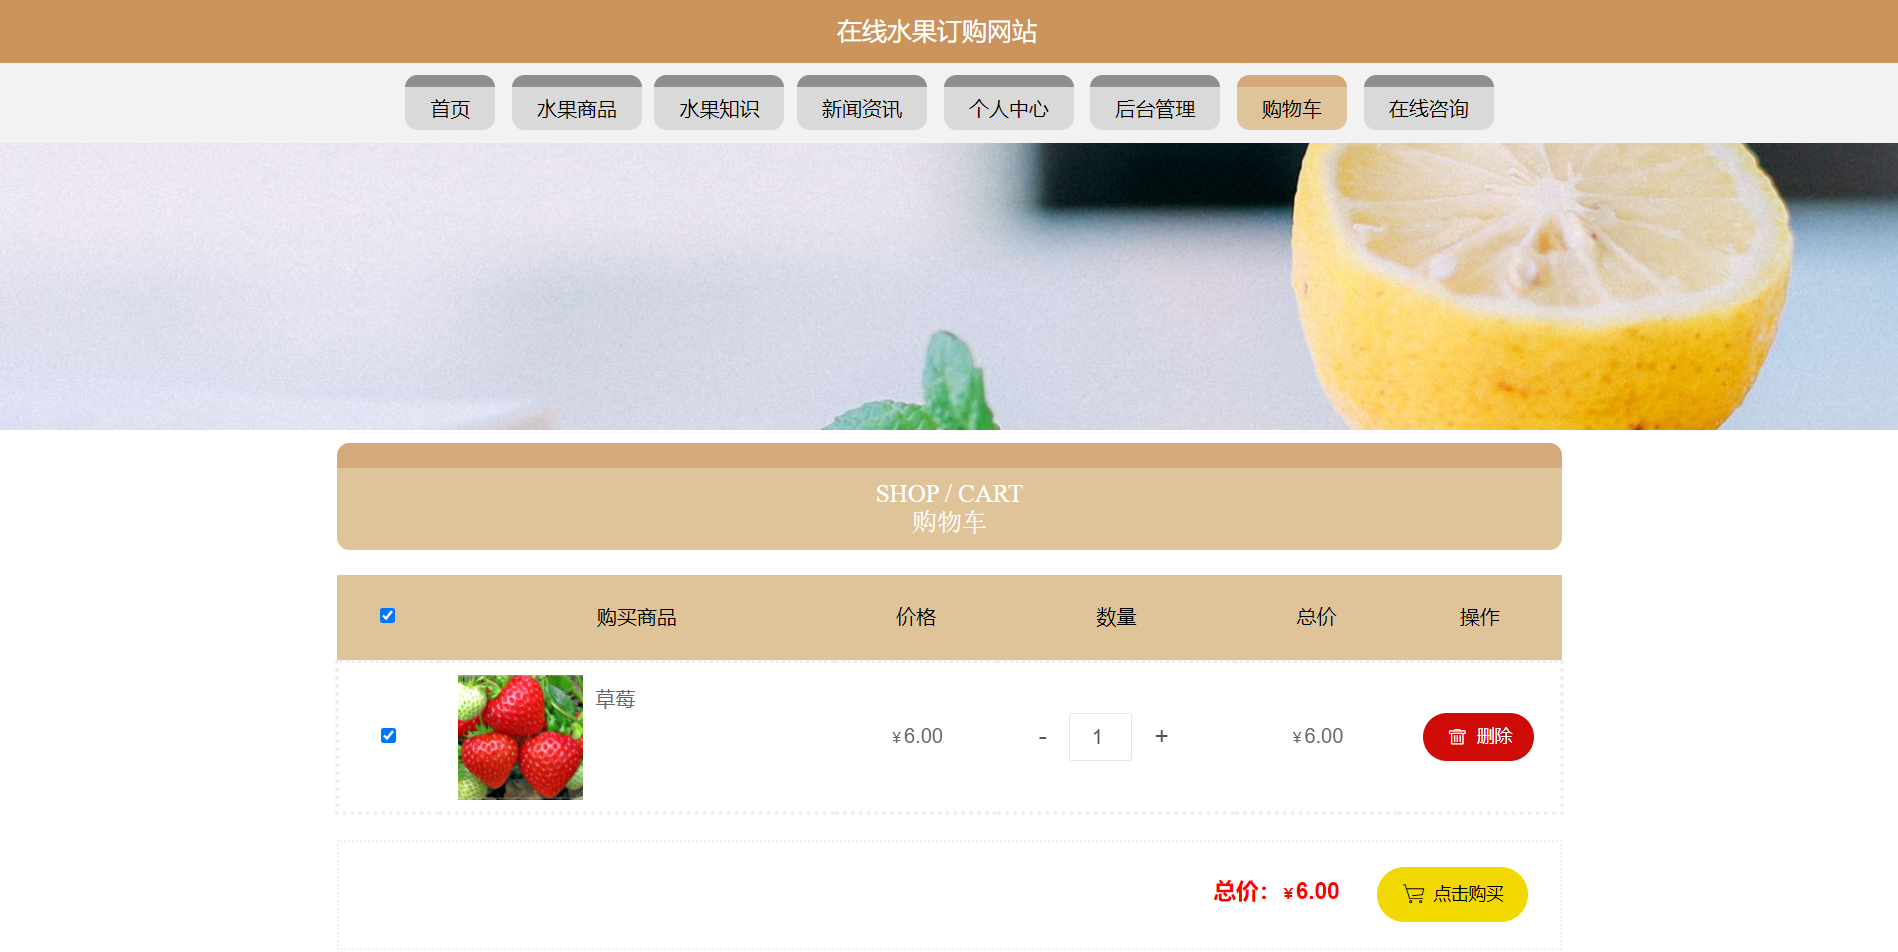 在线水果订购网站
首页 水果商品 水果知识 新闻资讯 个人中心 后台管理 购物车 在线咨询
SHOP / CART
购物车
购买商品 价格 数量 总价 操作
草莓
¥6.00 - 1 + ¥6.00 删除
总价：¥6.00 点击购买